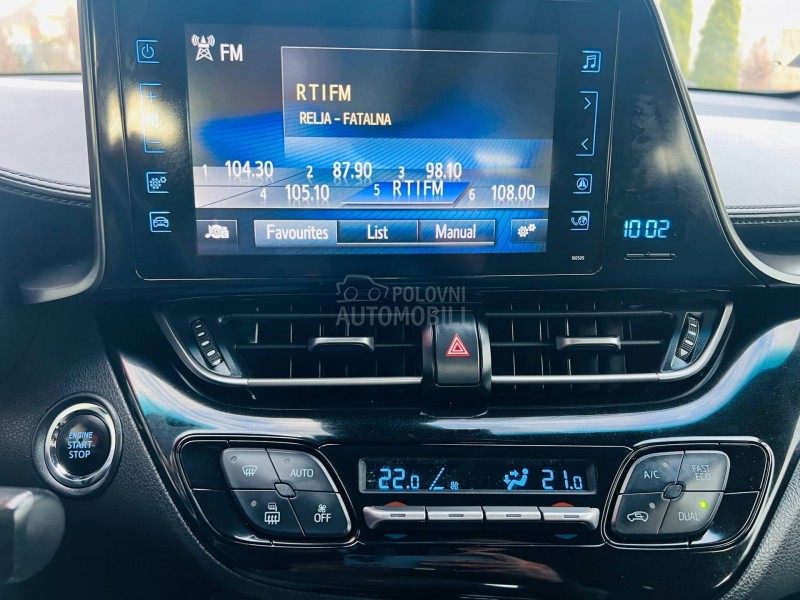 FM
RTIFM
RELJA - FATALNA
1 104.30 2 87.90 3 98.10
4 105.10 5 RTIFM 6 108.00
Favourites List Manual
10:02
POLOVNI
AUTOMOBILI
ENGINE
START
STOP
AUTO
OFF
22.0 21.0
A/C FAST
ECO
DUAL